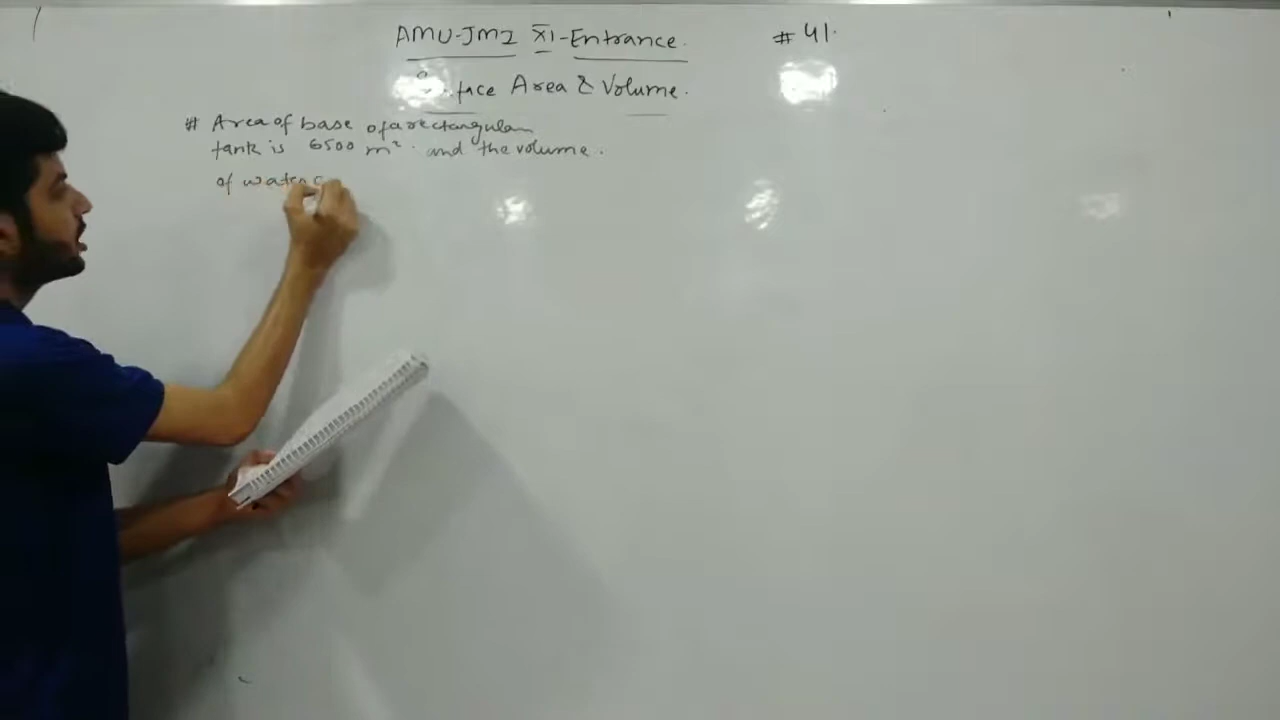 AMU-JMI XI-Entrance.
# 41.
Surface Area & Volume.
# Area of base of a rectangular
tank is 6500 m². and the volume.
of water c